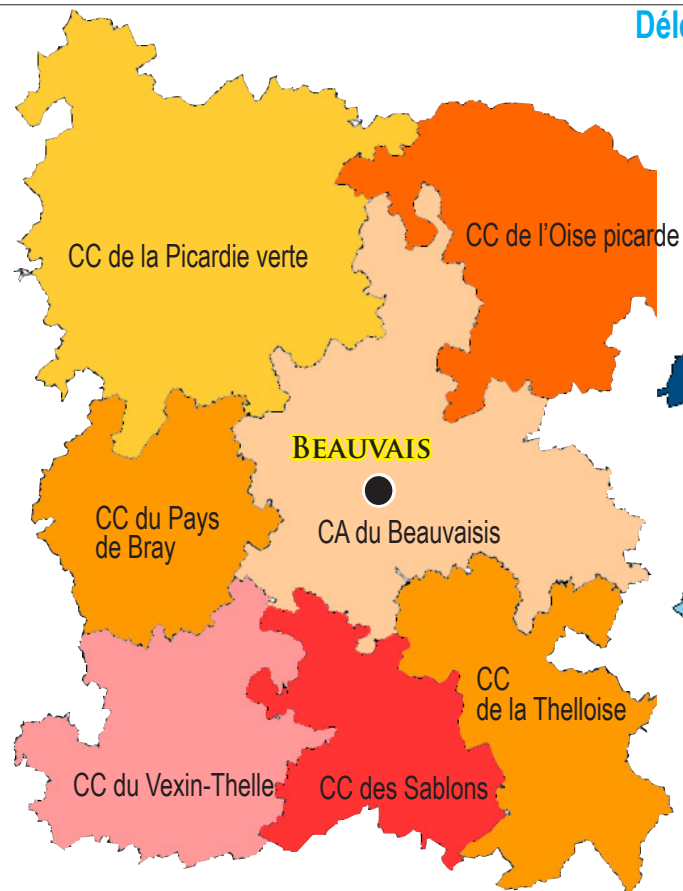 Délé
CC de l'Oise picarde
CC de la Picardie verte
BEAUVAIS
CC du Pays
de Bray
CA du Beauvaisis
CC
de la Thelloise
CC du Vexin-Thelle
CC des Sablons